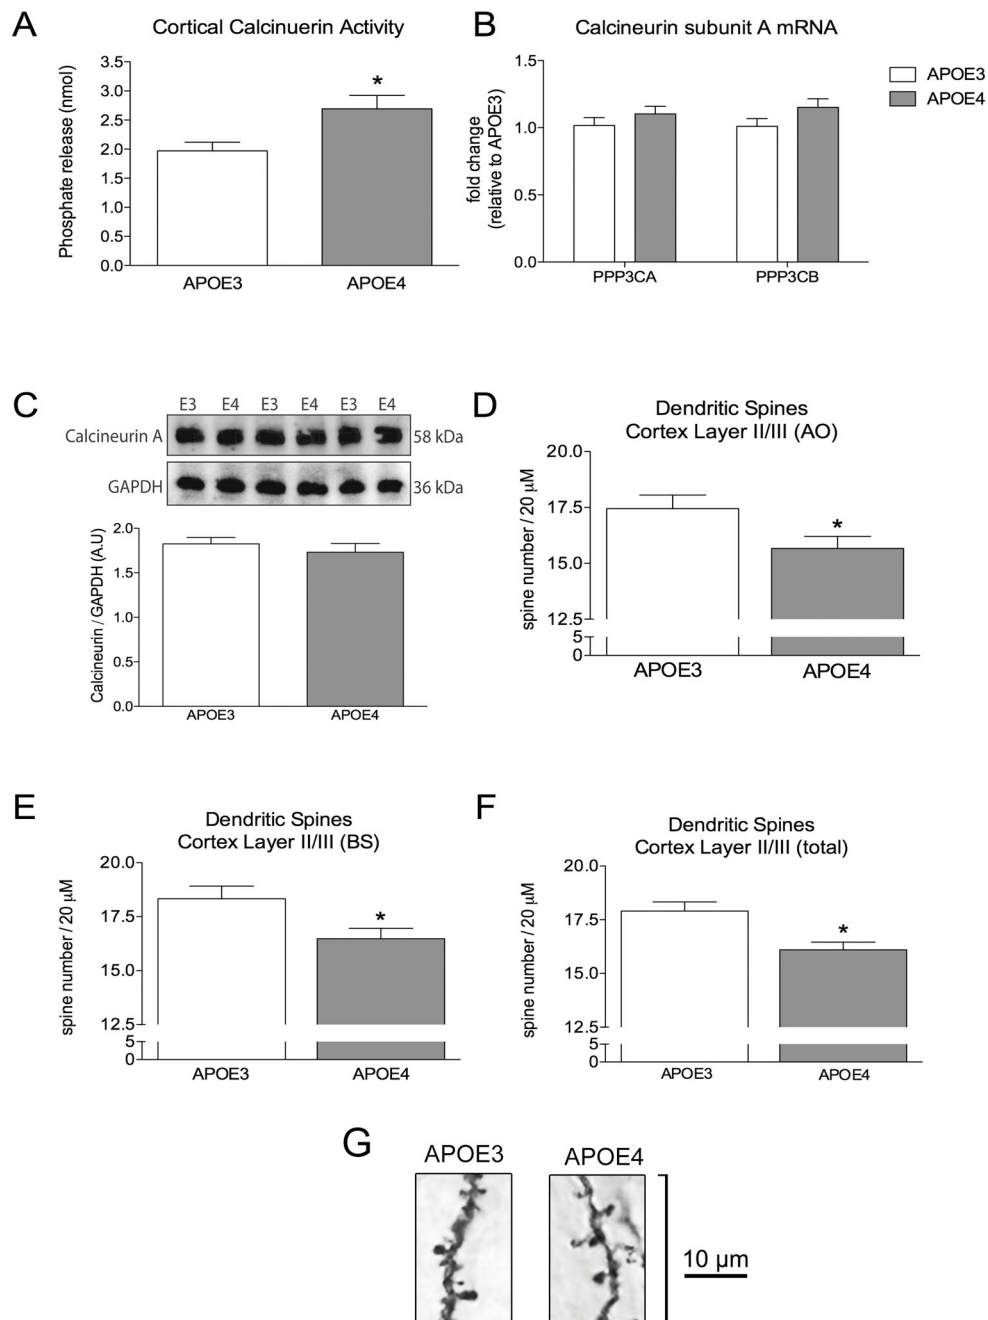 A
Cortical Calcinuerin Activity
Phosphate release (nmol)
3.5
3.0
2.5
2.0
1.5
1.0
0.5
0.0
*
APOE3
APOE4
B
Calcineurin subunit A mRNA
fold change
(relative to APOE3)
1.5
1.0
0.5
0.0
PPP3CA
PPP3CB
APOE3
APOE4
C
E3 E4 E3 E4 E3 E4
Calcineurin A
58 kDa
GAPDH
36 kDa
Calcineurin / GAPDH (A.U)
2.0
1.5
1.0
0.5
0.0
APOE3
APOE4
D
Dendritic Spines
Cortex Layer II/III (AO)
spine number / 20 μM
20.0
17.5
15.0
12.5
5
0
*
APOE3
APOE4
E
Dendritic Spines
Cortex Layer II/III (BS)
spine number / 20 μM
20.0
17.5
15.0
12.5
5
0
*
APOE3
APOE4
F
Dendritic Spines
Cortex Layer II/III (total)
spine number / 20 μM
20.0
17.5
15.0
12.5
5
0
*
APOE3
APOE4
G
APOE3
APOE4
10 μm